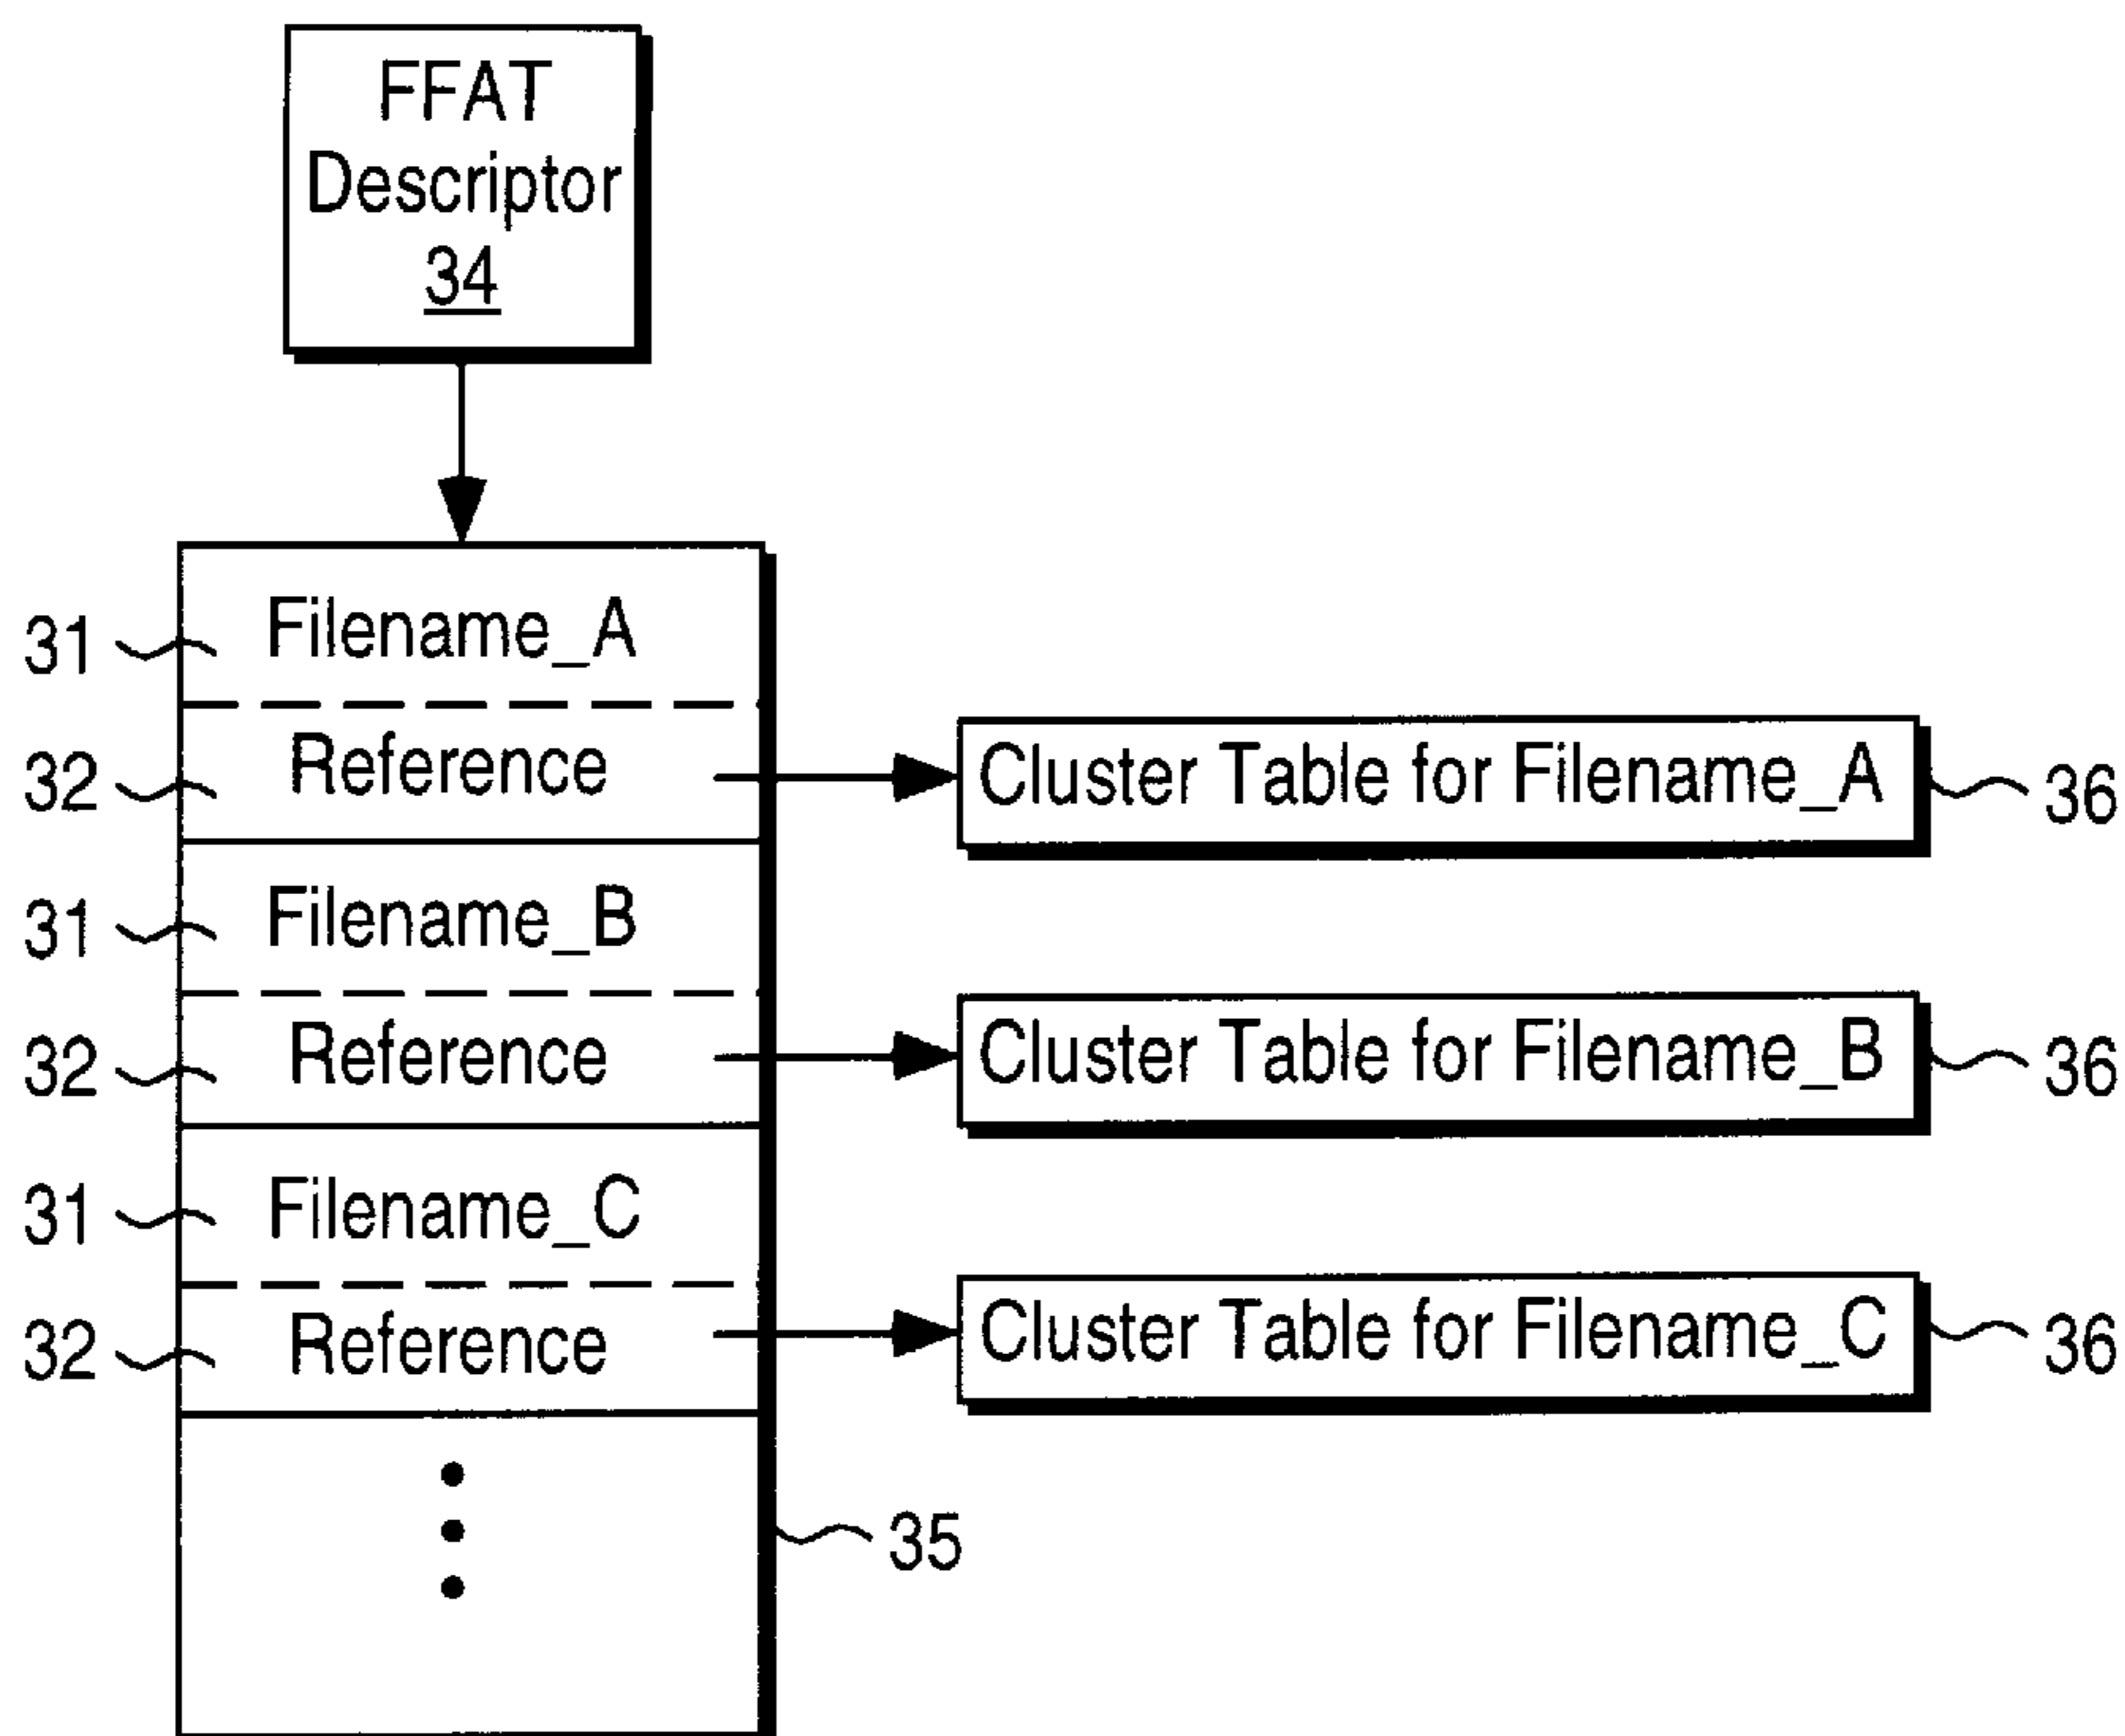 FFAT
Descriptor
34
31 Filename_A
32 Reference Cluster Table for Filename_A 36
31 Filename_B
32 Reference Cluster Table for Filename_B 36
31 Filename_C
32 Reference Cluster Table for Filename_C 36
35